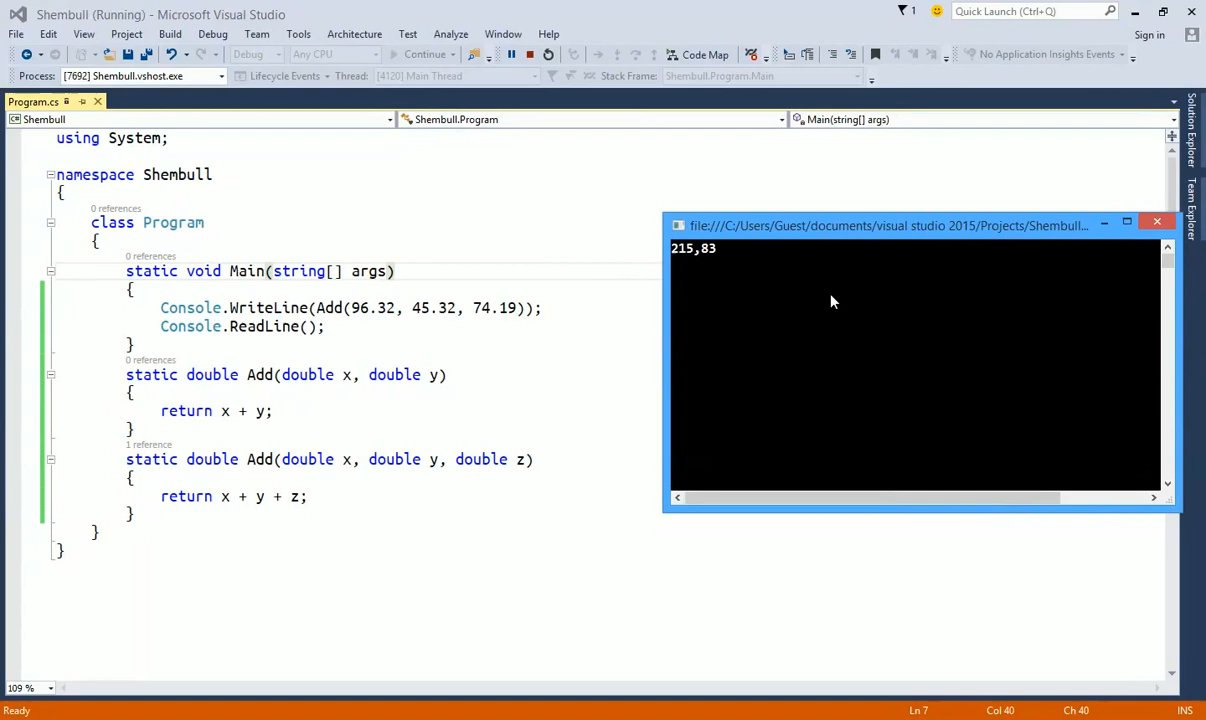 Shembull (Running) - Microsoft Visual Studio
1
Quick Launch (Ctrl+Q)
File Edit View Project Build Debug Team Tools Architecture Test Analyze Window Help
Sign in
Debug Any CPU Continue Code Map No Application Insights Events
Process: [7692] Shembull.vshost.exe Lifecycle Events Thread: [4120] Main Thread Stack Frame: Shembull.Program.Main
Program.cs
Shembull Shembull.Program Main(string[] args)
using System;
namespace Shembull
{
0 references
class Program
{
0 references
static void Main(string[] args)
{
Console.WriteLine(Add(96.32, 45.32, 74.19));
Console.ReadLine();
}
0 references
static double Add(double x, double y)
{
return x + y;
}
1 reference
static double Add(double x, double y, double z)
{
return x + y + z;
}
}
}
file:///C:/Users/Guest/documents/visual studio 2015/Projects/Shembull...
215,83
Solution Explorer
Team Explorer
109 %
Ready Ln 7 Col 40 Ch 40 INS